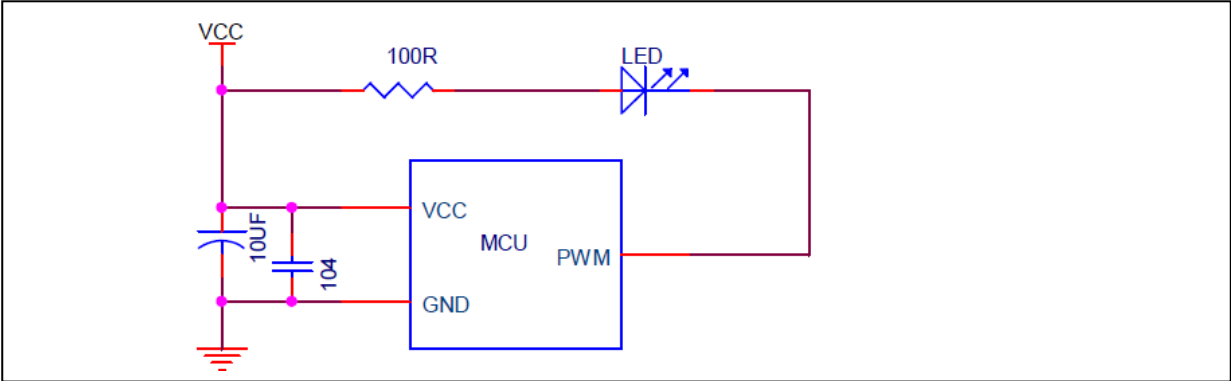 VCC
100R
LED
10UF
104
VCC
MCU
PWM
GND